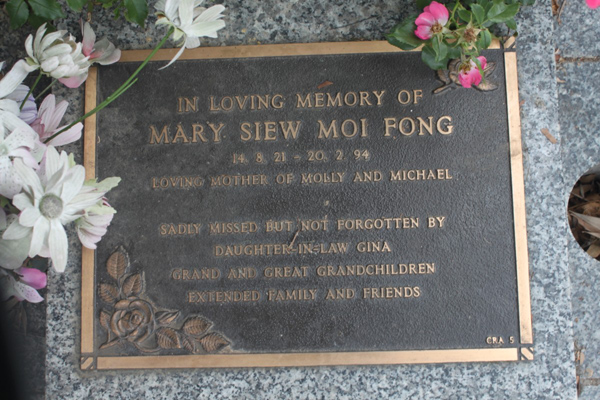 IN LOVING MEMORY OF
MARY SIEW MOI FONG
14. 8. 21 – 20. 2. 94
LOVING MOTHER OF MOLLY AND MICHAEL
SADLY MISSED BUT NOT FORGOTTEN BY
DAUGHTER-IN-LAW GINA
GRAND AND GREAT GRANDCHILDREN
EXTENDED FAMILY AND FRIENDS
CRA 5